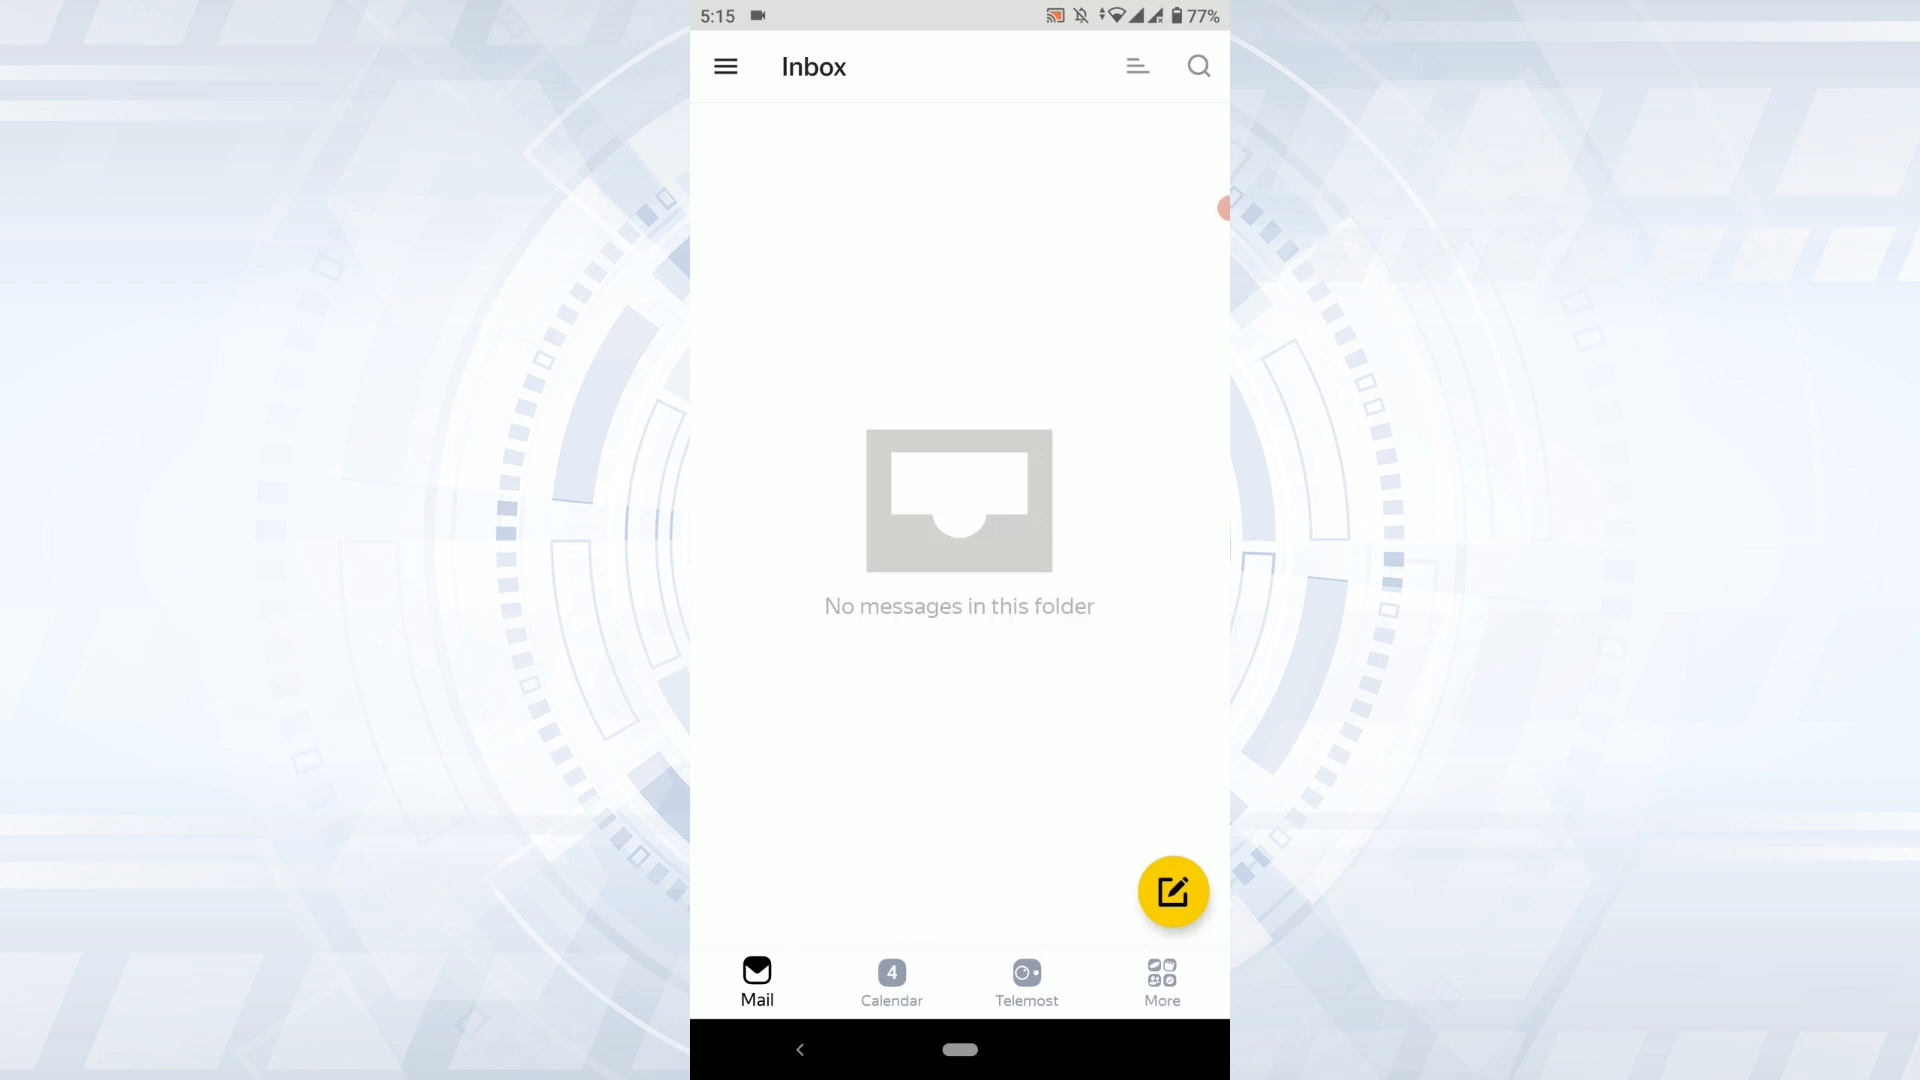 5:15 77%
Inbox
No messages in this folder
Mail 4 Calendar Telemost More